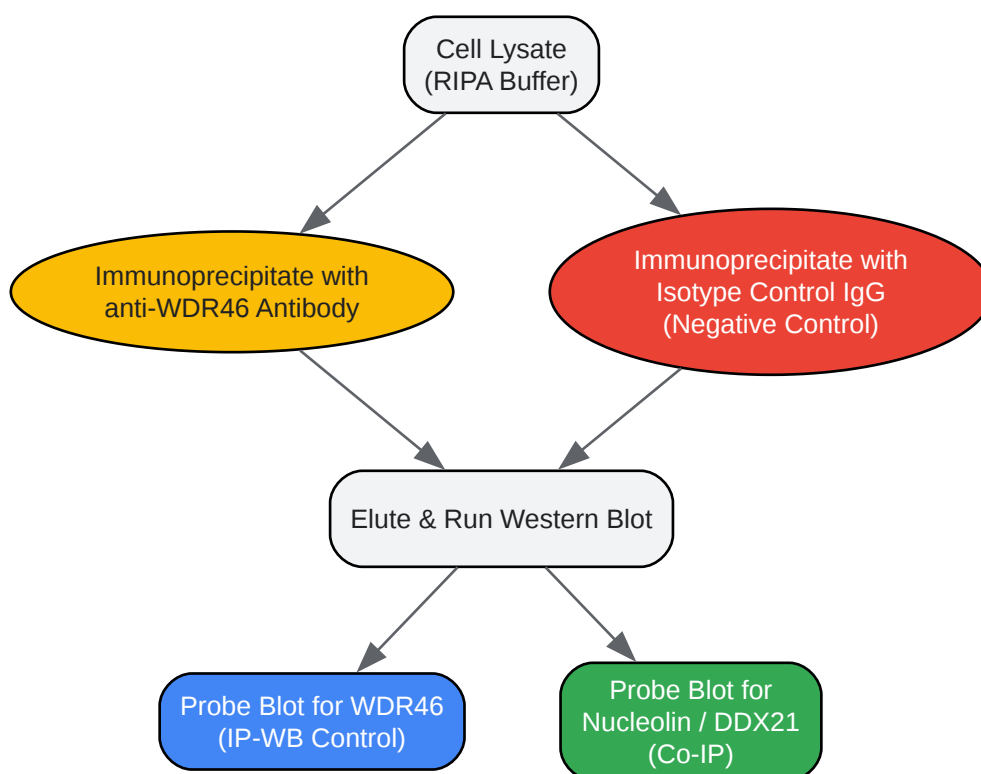 Cell Lysate
(RIPA Buffer)
Immunoprecipitate with
anti-WDR46 Antibody
Immunoprecipitate with
Isotype Control IgG
(Negative Control)
Elute & Run Western Blot
Probe Blot for WDR46
(IP-WB Control)
Probe Blot for
Nucleolin / DDX21
(Co-IP)